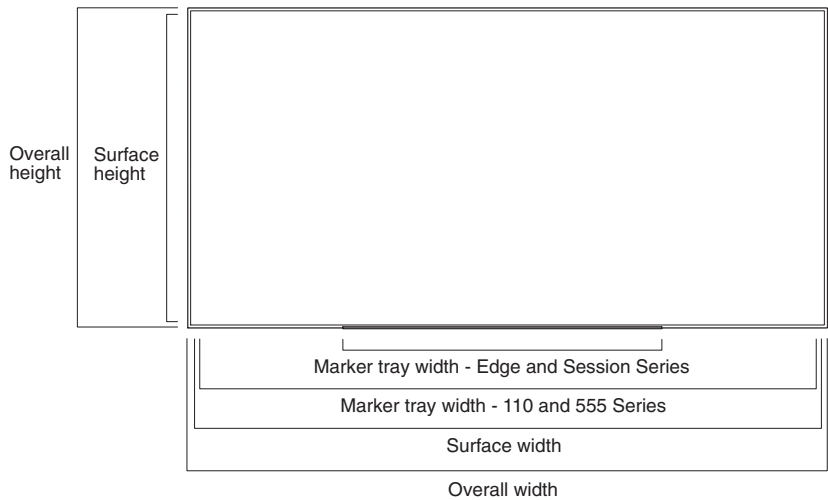 Overall
height
Surface
height
Marker tray width - Edge and Session Series
Marker tray width - 110 and 555 Series
Surface width
Overall width